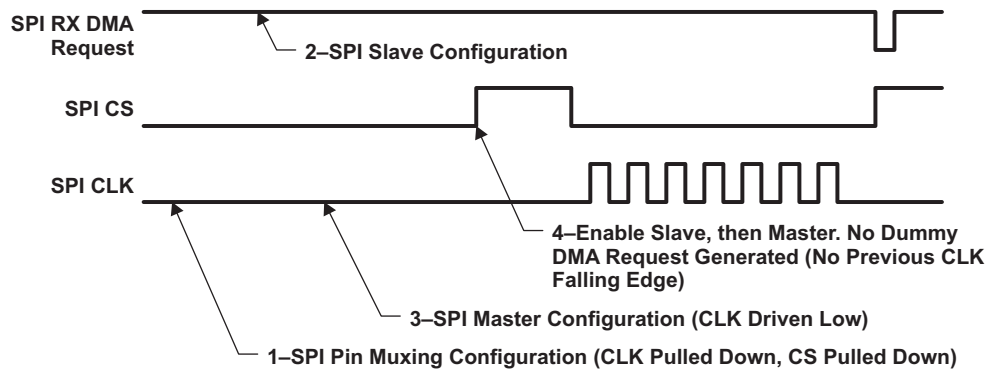 SPI RX DMA
Request
2–SPI Slave Configuration
SPI CS
SPI CLK
4–Enable Slave, then Master. No Dummy
DMA Request Generated (No Previous CLK
Falling Edge)
3–SPI Master Configuration (CLK Driven Low)
1–SPI Pin Muxing Configuration (CLK Pulled Down, CS Pulled Down)